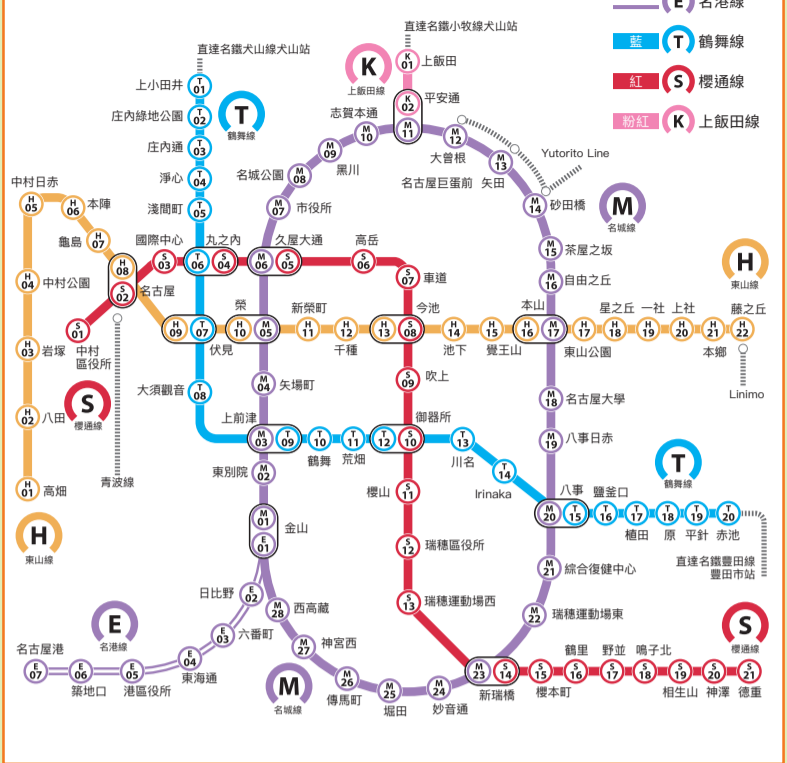 E 名港線
藍 T 鶴舞線
紅 S 櫻通線
粉紅 K 上飯田線
直達名鐵犬山線犬山站
直達名鐵小牧線犬山站
K
上飯田線
K 01 上飯田
K 02 平安通
M 11
上小田井 T 01
庄內綠地公園 T 02
庄內通 T 03
淨心 T 04
淺間町 T 05
T
鶴舞線
志賀本通
M 10
M 09 黑川
名城公園 M 08
M 07 市役所
M 12 大曾根
名古屋巨蛋前 矢田 M 13
Yutorito Line
M 14 砂田橋
M
名城線
M 15 茶屋之坂
M 16 自由之丘
中村日赤
H 05
H 06 本陣
龜島 H 07
H 04 中村公園
H 03 岩塚
H 02 八田
H 01 高畑
H
東山線
H 08
S 02 名古屋
S 01
中村
區役所
S
櫻通線
青波線
國際中心
S 03
丸之內
T 06 S 04
久屋大通
M 06 S 05
高岳
S 06
S 07 車道
H 09 T 07
伏見
榮
H 10 M 05
新榮町
H 11
H 12
千種
今池
H 13 S 08
H 14
池下
H 15
覺王山
本山
H 16 M 17
H 17
東山公園
星之丘
H 18
一社
H 19
上社
H 20
H 21
本鄉
藤之丘
H 22
H
東山線
Linimo
大須觀音 T 08
M 04 矢場町
S 09 吹上
上前津
M 03 T 09
T 10
鶴舞
T 11
荒畑
御器所
T 12 S 10
T 13
川名
T 14
Irinaka
M 18 名古屋大學
M 19 八事日赤
八事
M 20 T 15
鹽釜口
T 16
T 17
植田
T 18
原
T 19
平針
T 20
赤池
T
鶴舞線
直達名鐵豐田線
豐田市站
東別院 M 02
M 01
E 01
金山
櫻山 S 11
S 12 瑞穗區役所
S 13 瑞穗運動場西
M 21 綜合復健中心
M 22 瑞穗運動場東
日比野 E 02
E 03 六番町
E 04
東海通
E 05
港區役所
E 06
築地口
名古屋港
E 07
E
名港線
M 28 西高藏
M 27 神宮西
M 26
傳馬町
M 25
堀田
M 24
妙音通
M
名城線
M 23 S 14
新瑞橋
S 15
櫻本町
鶴里
S 16
野並
S 17
鳴子北
S 18
S 19
相生山
S 20
神澤
S 21
德重
S
櫻通線